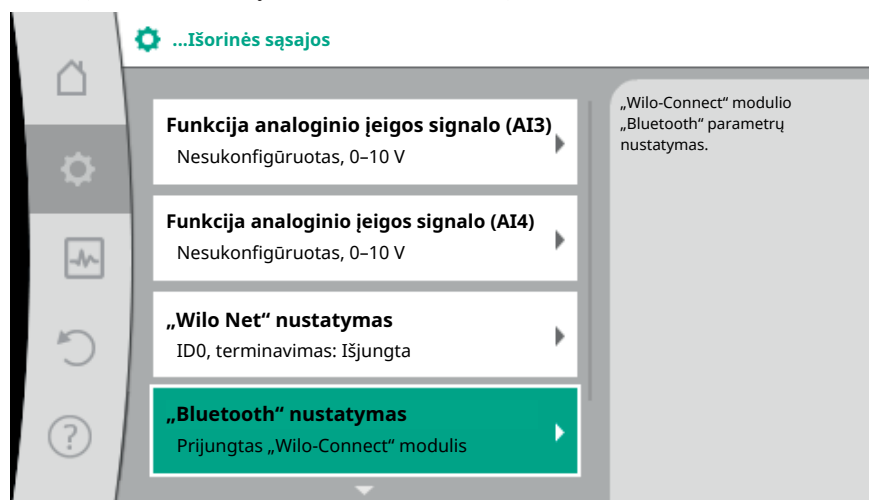 ...Išorinės sąsajos
Funkcija analoginio įeigos signalo (AI3)
Nesukonfigūruotas, 0–10 V
Funkcija analoginio įeigos signalo (AI4)
Nesukonfigūruotas, 0–10 V
„Wilo Net“ nustatymas
ID0, terminavimas: Išjungta
„Bluetooth“ nustatymas
Prijungtas „Wilo-Connect“ modulis
„Wilo-Connect“ modulio
„Bluetooth“ parametrų
nustatymas.